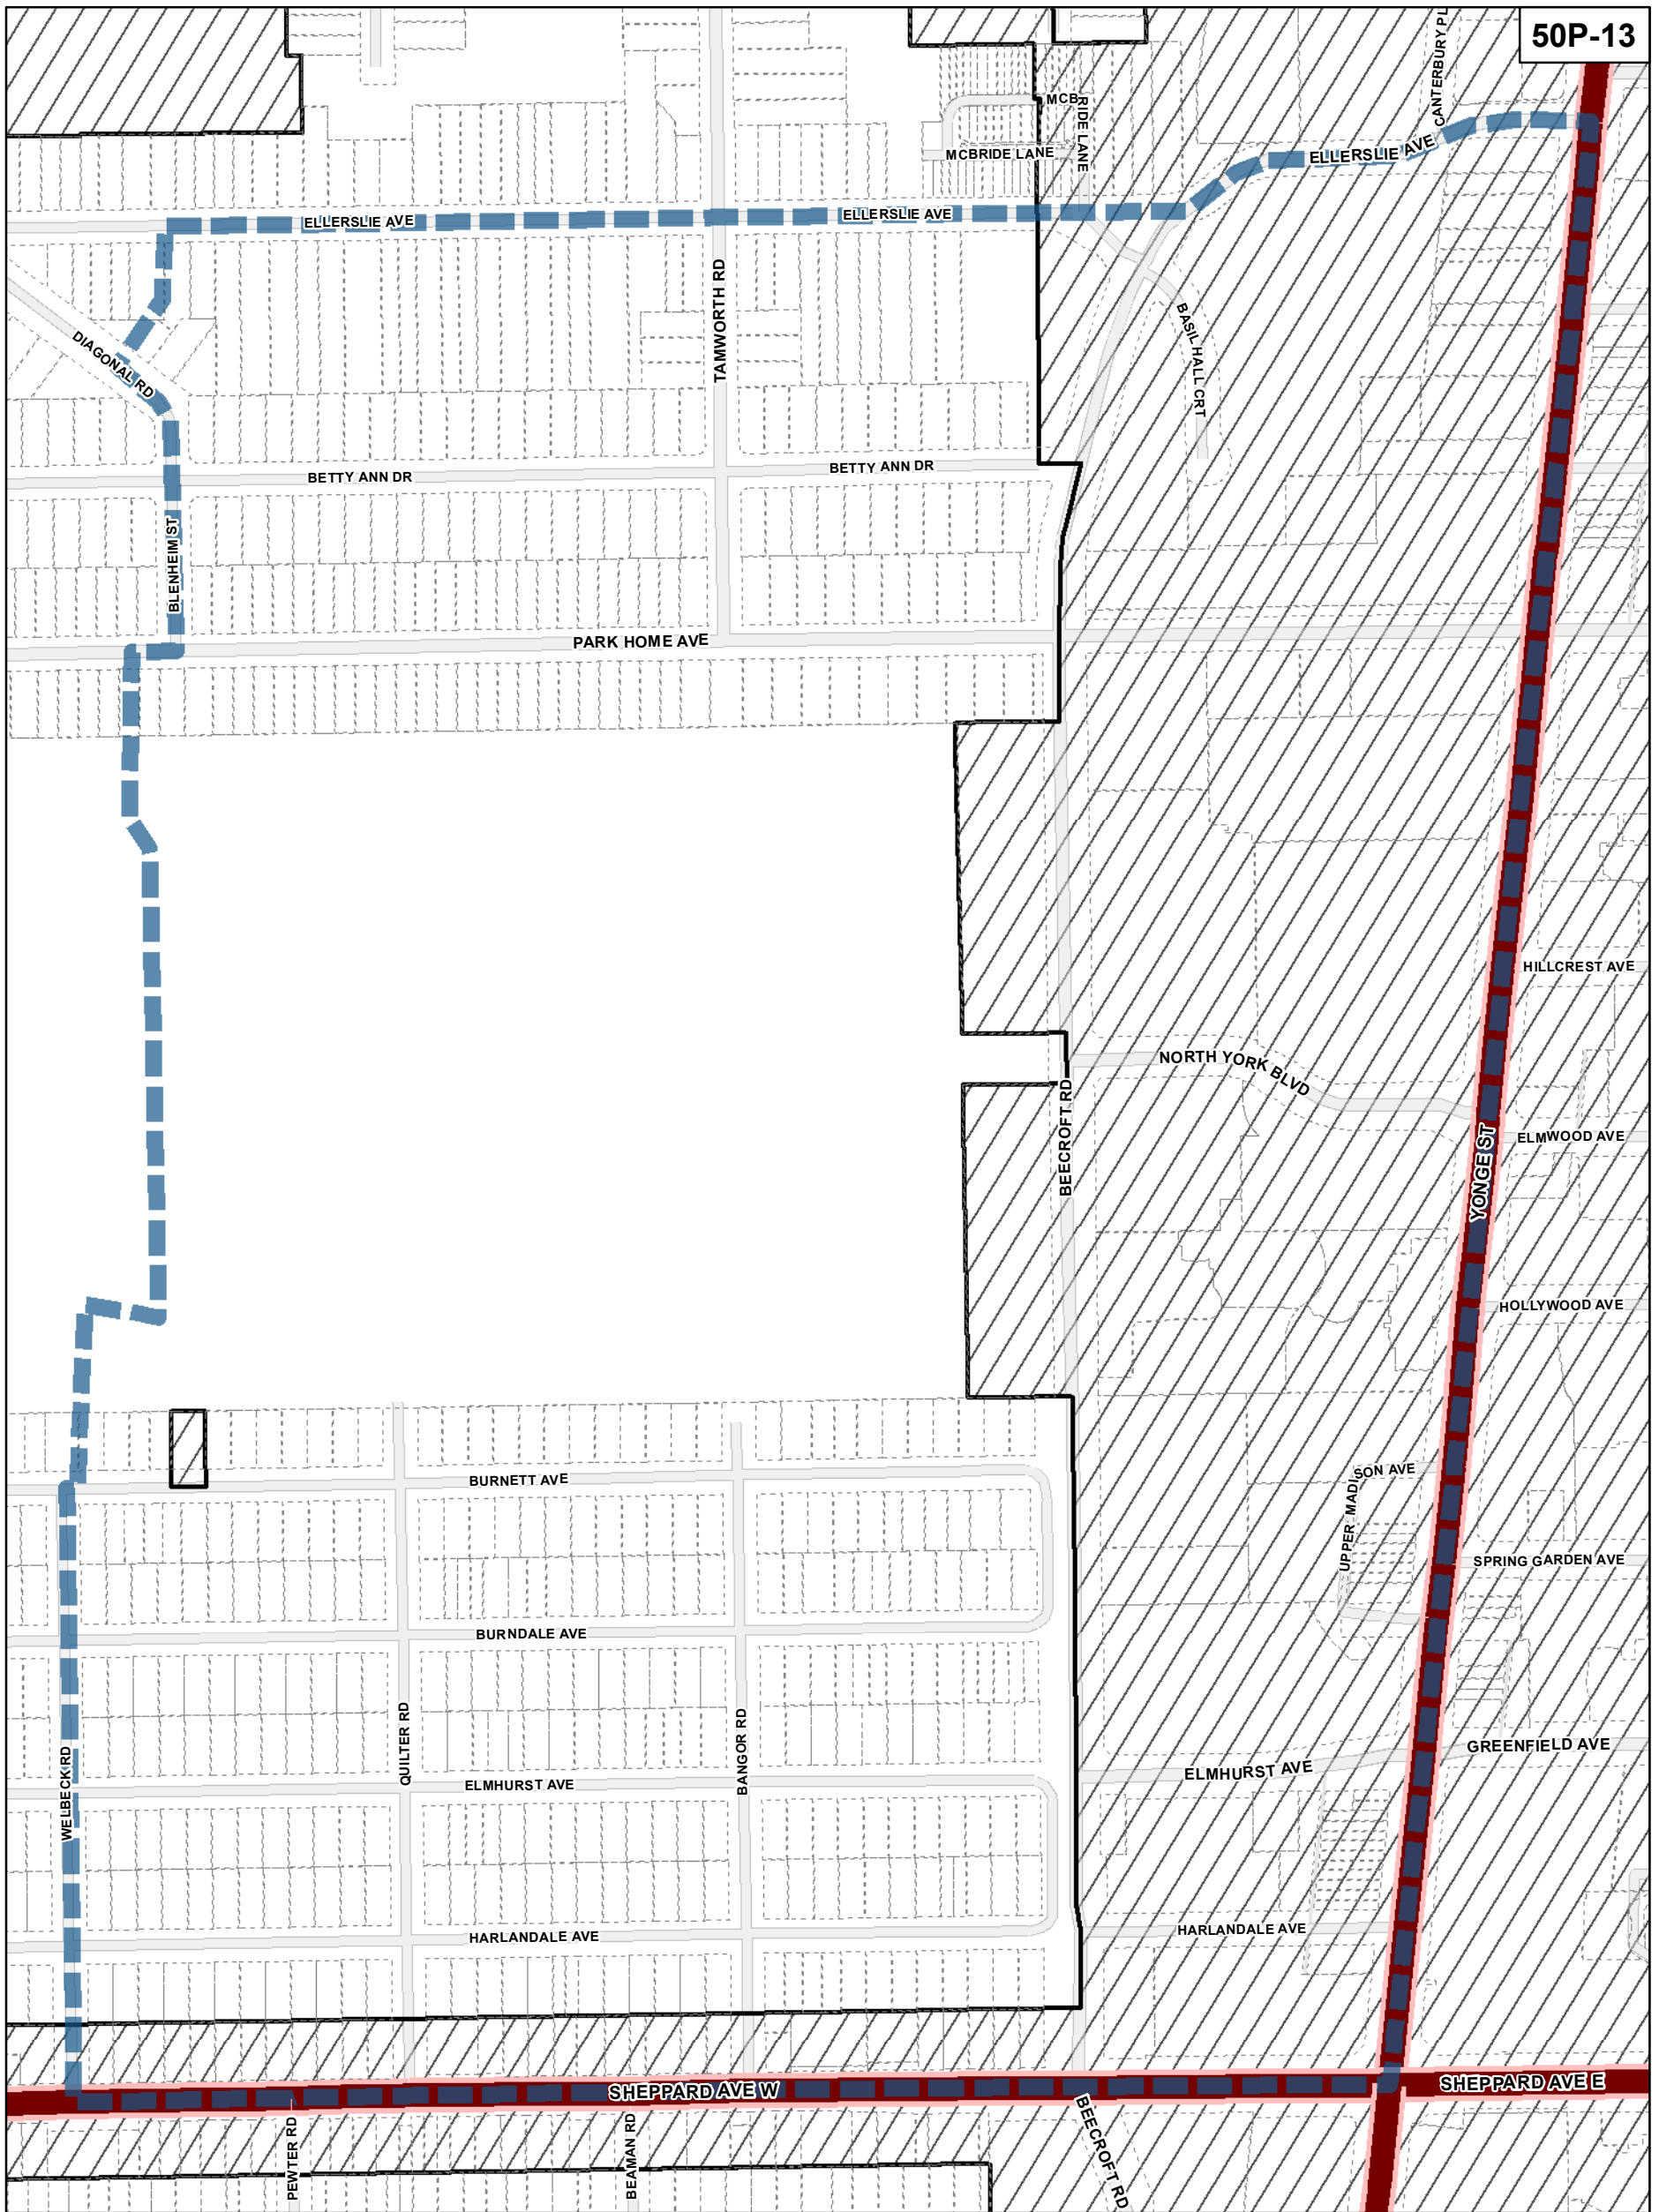 50P-13
CANTERBURY PL
MCBRIDE LANE
MCBRIDE LANE
ELLERSLIE AVE
ELLERSLIE AVE
ELLERSLIE AVE
TAMWORTH RD
BASIL HALL CRT
DIAGONAL RD
BETTY ANN DR
BETTY ANN DR
BLENHEIM ST
PARK HOME AVE
HILLCREST AVE
NORTH YORK BLVD
BEECROFT RD
ELMWOOD AVE
YONGE ST
HOLLYWOOD AVE
BURNETT AVE
UPPER MADISON AVE
SPRING GARDEN AVE
BURNDALE AVE
QUILTER RD
BANGOR RD
WELBECK RD
GREENFIELD AVE
ELMHURST AVE
ELMHURST AVE
HARLANDALE AVE
HARLANDALE AVE
SHEPPARD AVE W
SHEPPARD AVE E
PEWTER RD
BEAMAN RD
BEECROFT RD